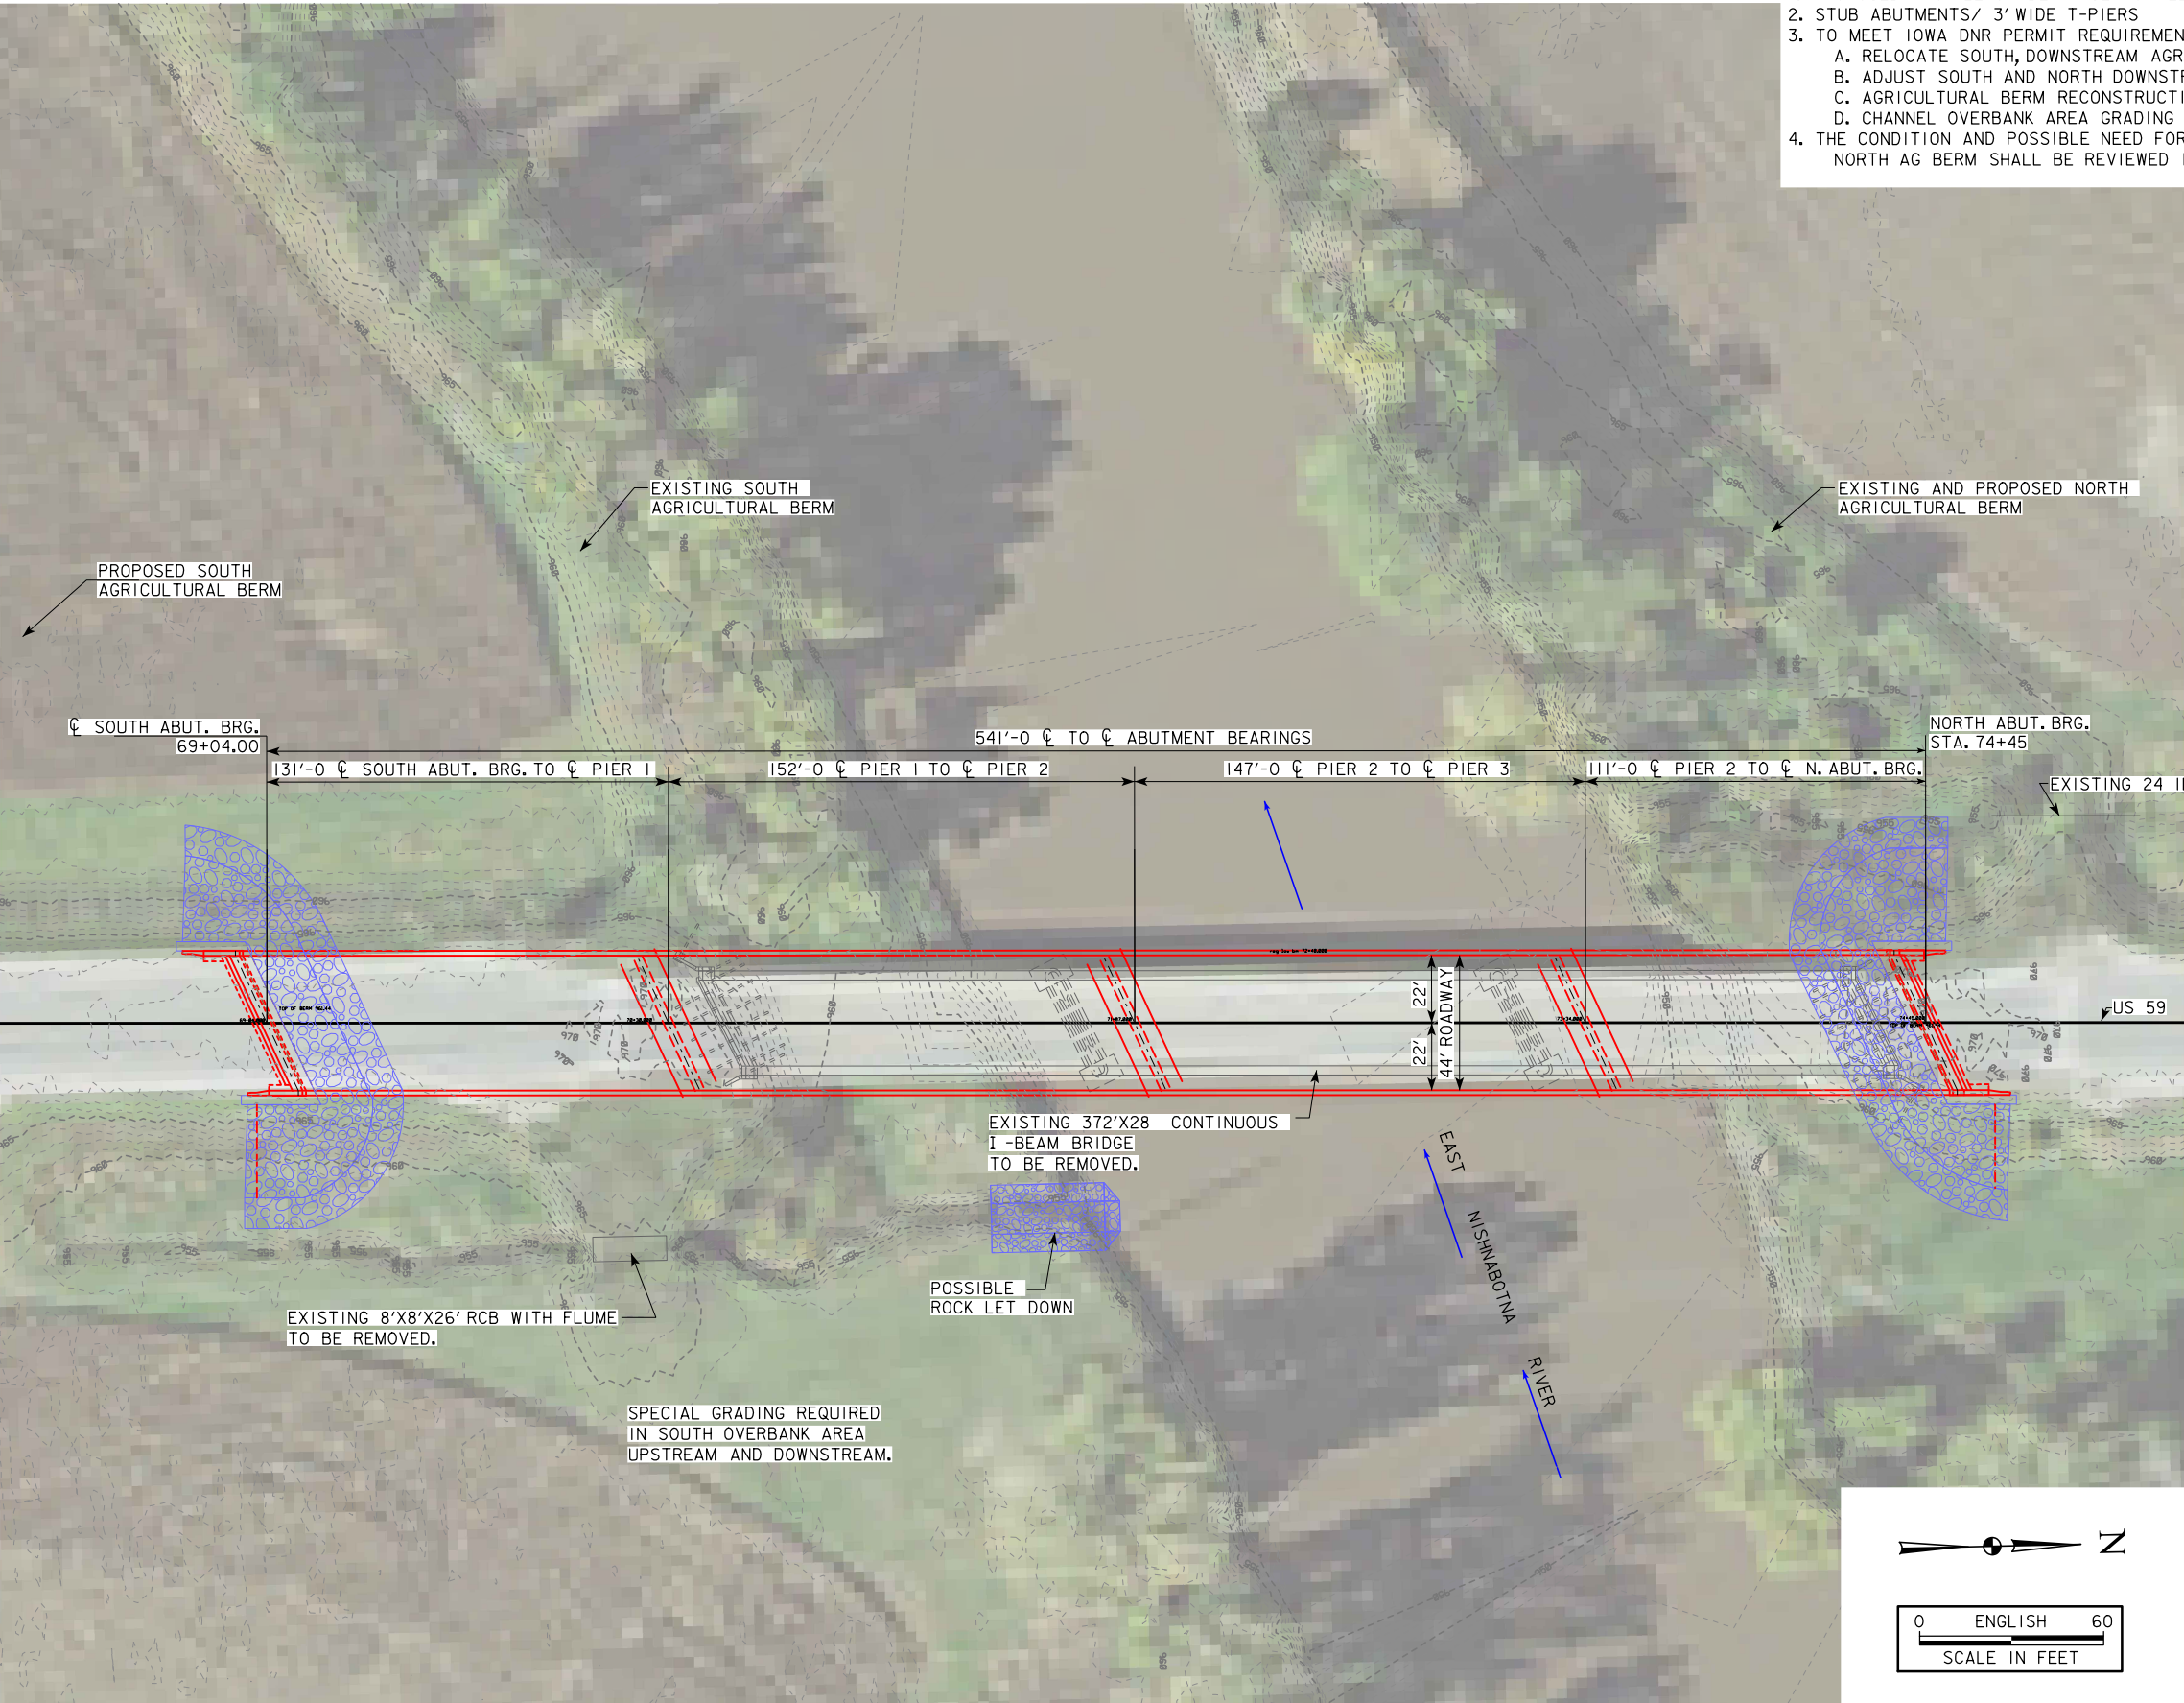 2. STUB ABUTMENTS/ 3' WIDE T-PIERS
3. TO MEET IOWA DNR PERMIT REQUIREMEN
A. RELOCATE SOUTH, DOWNSTREAM AGR
B. ADJUST SOUTH AND NORTH DOWNST
C. AGRICULTURAL BERM RECONSTRUCTI
D. CHANNEL OVERBANK AREA GRADING
4. THE CONDITION AND POSSIBLE NEED FOR
NORTH AG BERM SHALL BE REVIEWED
EXISTING SOUTH
AGRICULTURAL BERM
EXISTING AND PROPOSED NORTH
AGRICULTURAL BERM
PROPOSED SOUTH
AGRICULTURAL BERM
℄ SOUTH ABUT. BRG.
69+04.00
541'-0 ℄ TO ℄ ABUTMENT BEARINGS
NORTH ABUT. BRG.
STA. 74+45
131'-0 ℄ SOUTH ABUT. BRG. TO ℄ PIER 1
152'-0 ℄ PIER 1 TO ℄ PIER 2
147'-0 ℄ PIER 2 TO ℄ PIER 3
111'-0 ℄ PIER 2 TO ℄ N. ABUT. BRG.
EXISTING 24 I
22'
22'
44' ROADWAY
US 59
EXISTING 372'X28 CONTINUOUS
I -BEAM BRIDGE
TO BE REMOVED.
EAST
NISHNABOTNA
RIVER
POSSIBLE
ROCK LET DOWN
EXISTING 8'X8'X26' RCB WITH FLUME
TO BE REMOVED.
SPECIAL GRADING REQUIRED
IN SOUTH OVERBANK AREA
UPSTREAM AND DOWNSTREAM.
N
0 ENGLISH 60
SCALE IN FEET